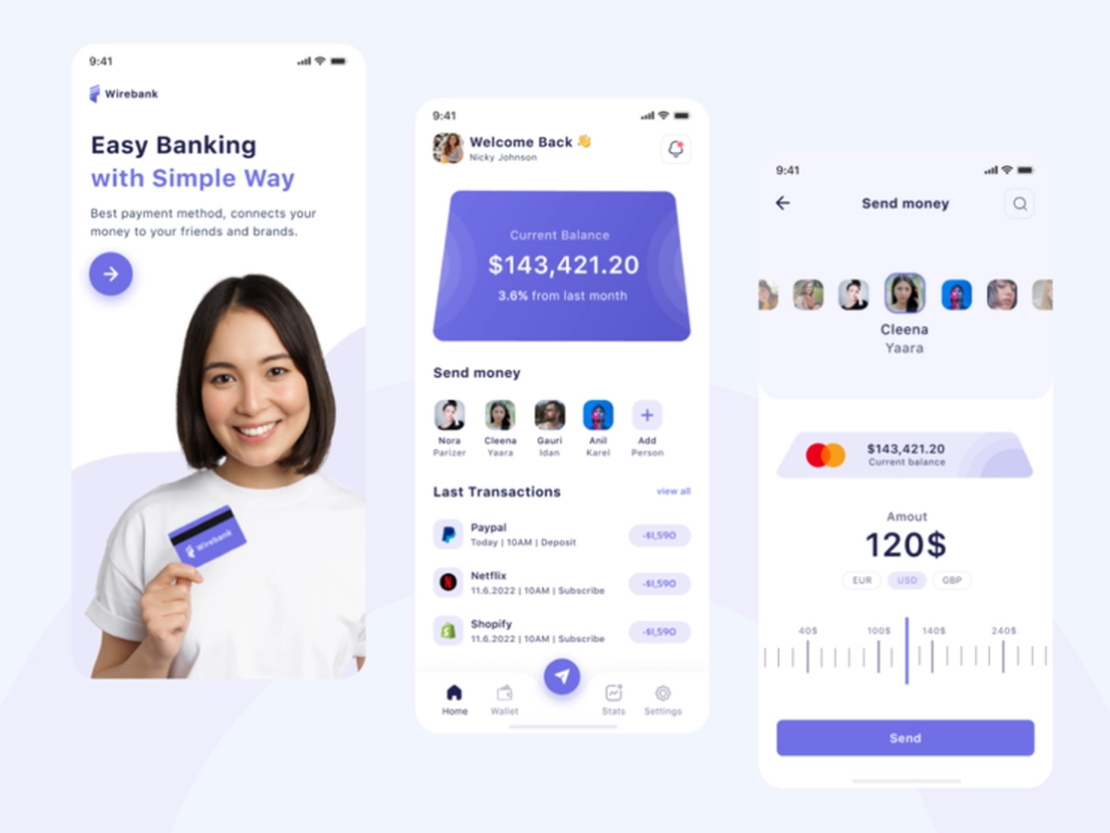 9:41
Wirebank
Easy Banking
with Simple Way
Best payment method, connects your
money to your friends and brands.
Wirebank
9:41
Welcome Back 👋
Nicky Johnson
Current Balance
$143,421.20
3.6% from last month
Send money
Nora Cleena Gauri Anil Add
Parizer Yaara Idan Karel Person
Last Transactions view all
Paypal
Today | 10AM | Deposit
-$1,590
Netflix
11.6.2022 | 10AM | Subscribe
-$1,590
Shopify
11.6.2022 | 10AM | Subscribe
-$1,590
Home Wallet Stats Settings
9:41
Send money
Cleena
Yaara
$143,421.20
Current balance
Amout
120$
EUR USD GBP
40$ 100$ 140$ 240$
Send